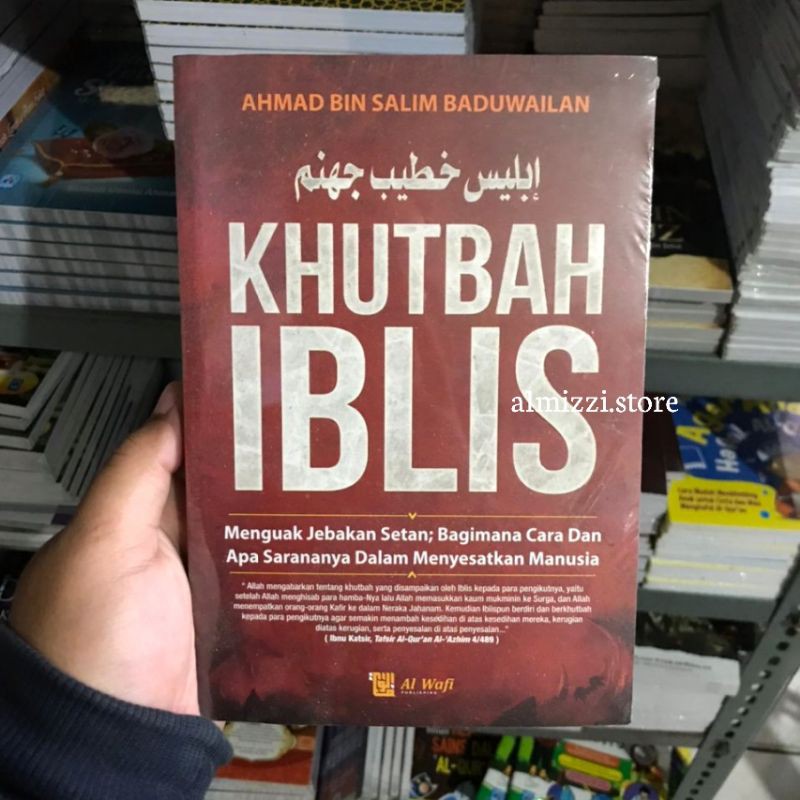 AHMAD BIN SALIM BADUWAILAN
إبليس خطيب جهنم
KHUTBAH
IBLIS
almizzi.store
Menguak Jebakan Setan; Bagimana Cara Dan
Apa Sarananya Dalam Menyesatkan Manusia
" Allah mengabarkan tentang khutbah yang disampaikan oleh Iblis kepada para pengikutnya, yaitu
setelah Allah menghisab para hamba-Nya lalu Allah memasukkan kaum mukminin ke Surga, dan Allah
menempatkan orang-orang Kafir ke dalam Neraka Jahanam. Kemudian Iblispun berdiri dan berkhutbah
kepada para pengikutnya agar semakin menambah kesedihan di atas kesedihan mereka, kerugian
diatas kerugian, serta penyesalan di atas penyesalan..."
( Ibnu Katsir, Tafsir Al-Qur'an Al-'Azhim 4/489 )
Al Wafi
PUBLISHING